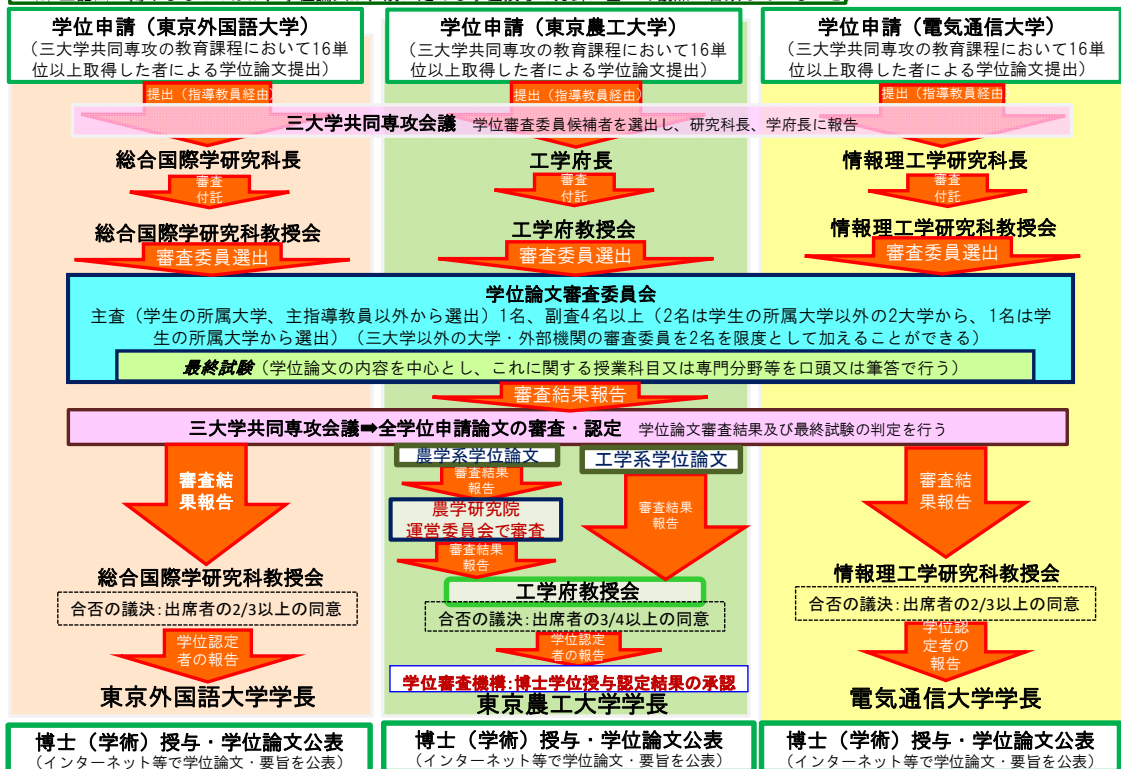 学位申請（東京外国語大学）
（三大学共同専攻の教育課程において16単
位以上取得した者による学位論文提出）
学位申請（東京農工大学）
（三大学共同専攻の教育課程において16単
位以上取得した者による学位論文提出）
学位申請（電気通信大学）
（三大学共同専攻の教育課程において16単
位以上取得した者による学位論文提出）
提出（指導教員経由）
提出（指導教員経由）
提出（指導教員経由）
三大学共同専攻会議 学位審査委員候補者を選出し、研究科長、学府長に報告
総合国際学研究科長
工学府長
情報理工学研究科長
審査
付託
審査
付託
審査
付託
総合国際学研究科教授会
工学府教授会
情報理工学研究科教授会
審査委員選出
審査委員選出
審査委員選出
学位論文審査委員会
主査（学生の所属大学、主指導教員以外から選出）1名、副査4名以上（2名は学生の所属大学以外の2大学から、1名は学
生の所属大学から選出）（三大学以外の大学・外部機関の審査委員を2名を限度として加えることができる）
最終試験（学位論文の内容を中心とし、これに関する授業科目又は専門分野等を口頭又は筆答で行う）
審査結果報告
三大学共同専攻会議➡全学位申請論文の審査・認定 学位論文審査結果及び最終試験の判定を行う
審査結
果報告
農学系学位論文
工学系学位論文
審査結果
報告
農学研究院
運営委員会で審査
審査結果
報告
審査結果
報告
審査結
果報告
総合国際学研究科教授会
合否の議決：出席者の2/3以上の同意
工学府教授会
合否の議決：出席者の3/4以上の同意
情報理工学研究科教授会
合否の議決：出席者の2/3以上の同意
学位認定
者の報告
学位認定
者の報告
学位認
定者の
報告
学位審査機構：博士学位授与認定結果の承認
東京外国語大学学長
東京農工大学学長
電気通信大学学長
博士（学術）授与・学位論文公表
（インターネット等で学位論文・要旨を公表）
博士（学術）授与・学位論文公表
（インターネット等で学位論文・要旨を公表）
博士（学術）授与・学位論文公表
（インターネット等で学位論文・要旨を公表）